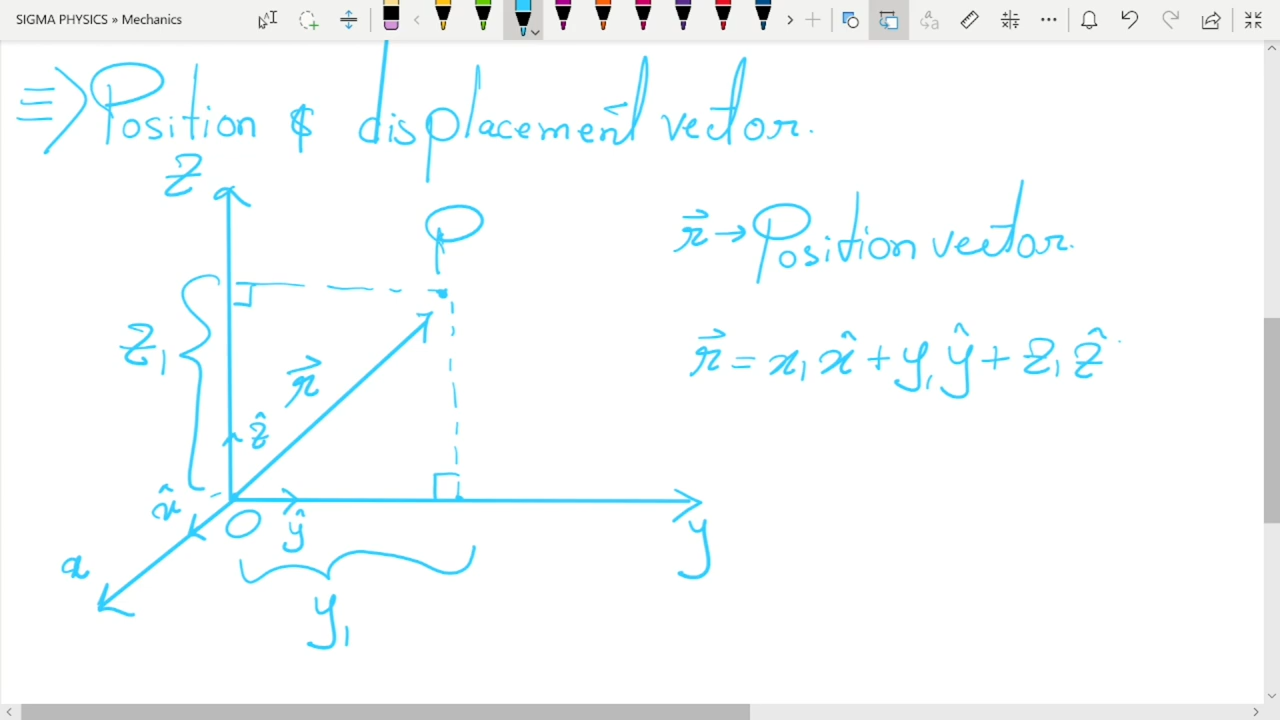 SIGMA PHYSICS » Mechanics
⇒ Position & displacement vector.
Z
P
r⃗ → Position vector.
z₁
r⃗
r⃗ = x₁ x̂ + y₁ ŷ + z₁ ẑ
ẑ
x̂
O
ŷ
y
x
y₁